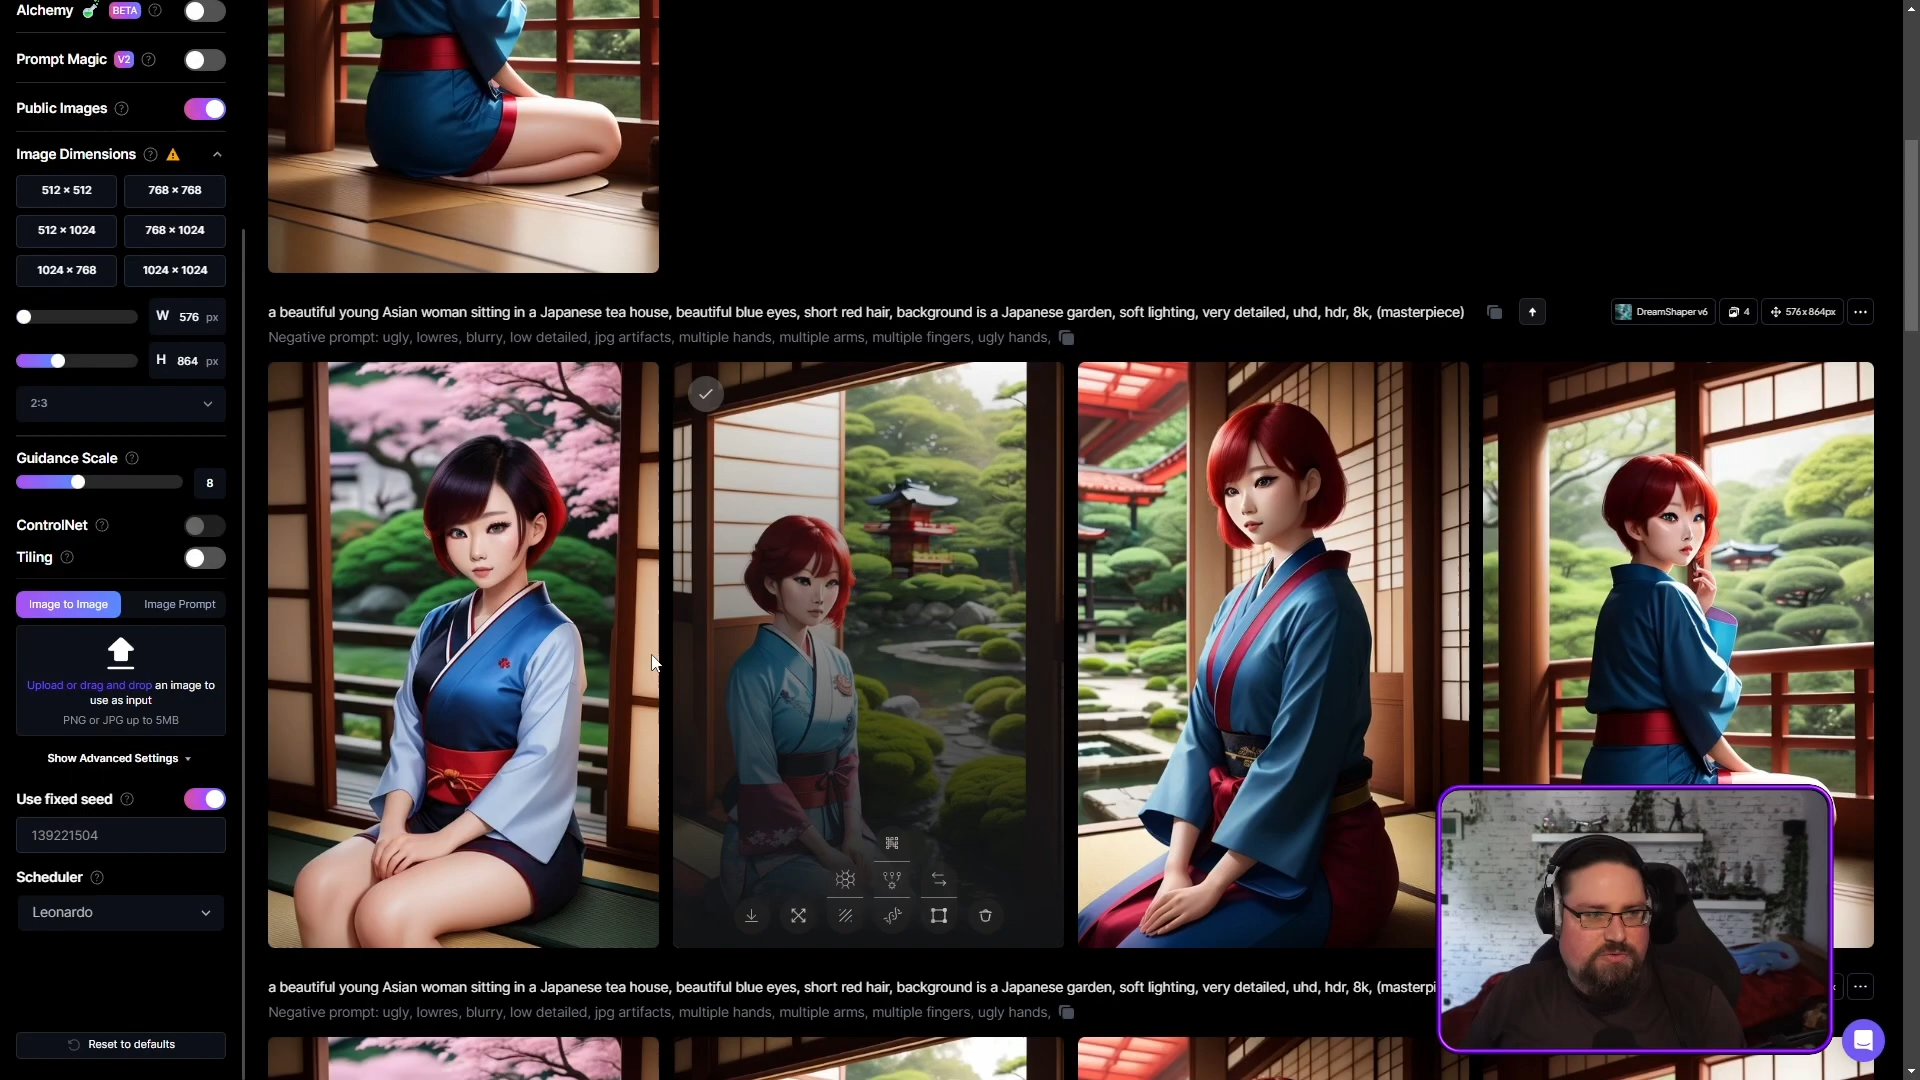 Alchemy BETA ?
Prompt Magic V2 ?
Public Images ?
Image Dimensions ?
512 × 512 768 × 768
512 × 1024 768 × 1024
1024 × 768 1024 × 1024
W 576 px
H 864 px
2:3
Guidance Scale ?
8
ControlNet ?
Tiling ?
Image to Image Image Prompt
Upload or drag and drop an image to
use as input
PNG or JPG up to 5MB
Show Advanced Settings
Use fixed seed ?
139221504
Scheduler ?
Leonardo
Reset to defaults
a beautiful young Asian woman sitting in a Japanese tea house, beautiful blue eyes, short red hair, background is a Japanese garden, soft lighting, very detailed, uhd, hdr, 8k, (masterpiece)
DreamShaper v6 4 576x864px
Negative prompt: ugly, lowres, blurry, low detailed, jpg artifacts, multiple hands, multiple arms, multiple fingers, ugly hands,
a beautiful young Asian woman sitting in a Japanese tea house, beautiful blue eyes, short red hair, background is a Japanese garden, soft lighting, very detailed, uhd, hdr, 8k, (masterpi
Negative prompt: ugly, lowres, blurry, low detailed, jpg artifacts, multiple hands, multiple arms, multiple fingers, ugly hands,